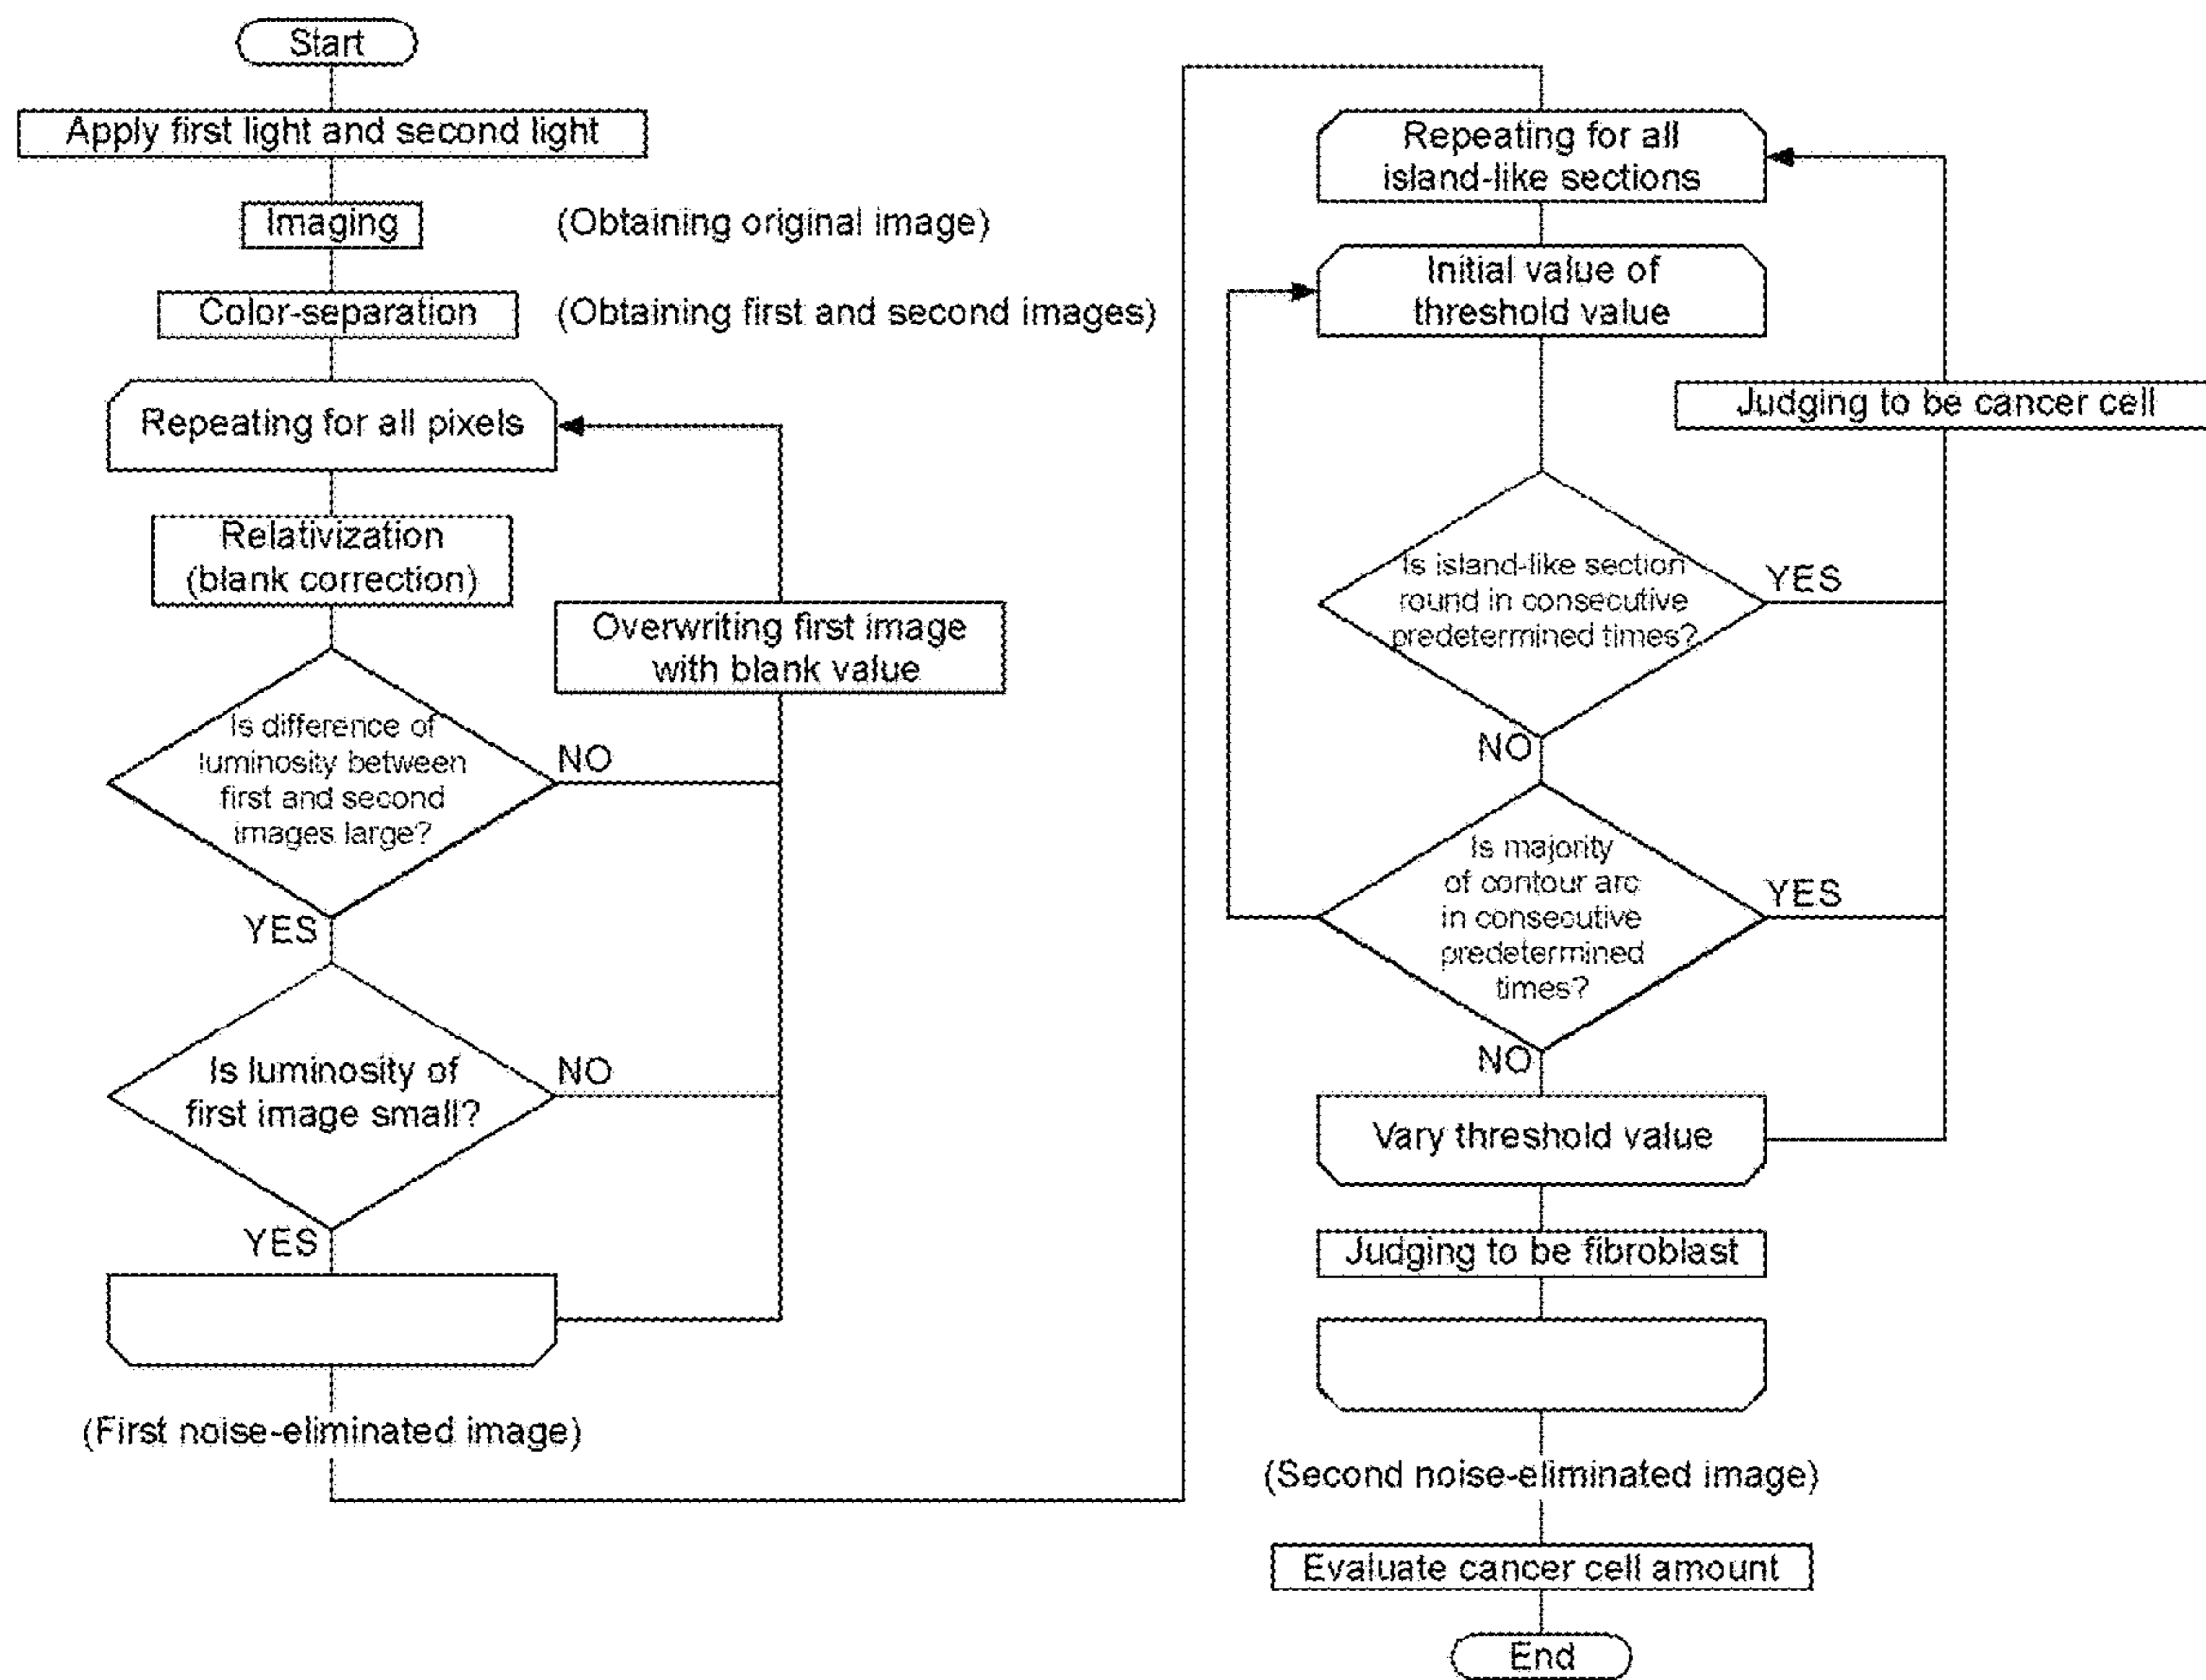 Start
Apply first light and second light
Imaging
(Obtaining original image)
Color-separation
(Obtaining first and second images)
Repeating for all pixels
Relativization
(blank correction)
Overwriting first image
with blank value
Is difference of
luminosity between
first and second
images large?
NO
YES
Is luminosity of
first image small?
NO
YES
(First noise-eliminated image)
Repeating for all
island-like sections
Initial value of
threshold value
Judging to be cancer cell
Is island-like section
round in consecutive
predetermined times?
YES
NO
Is majority
of contour arc
in consecutive
predetermined
times?
YES
NO
Vary threshold value
Judging to be fibroblast
(Second noise-eliminated image)
Evaluate cancer cell amount
End